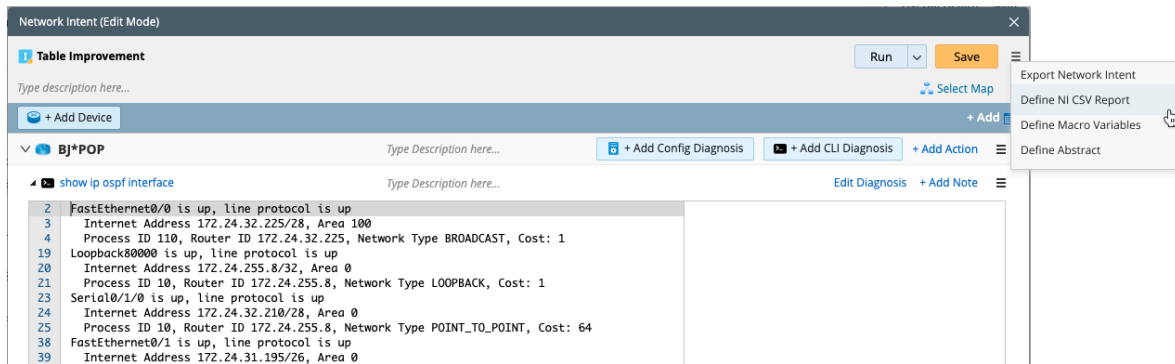 Network Intent (Edit Mode)
Table Improvement
Run
Save
Type description here...
Select Map
Export Network Intent
Define NI CSV Report
Define Macro Variables
Define Abstract
+ Add Device
+ Add
BJ*POP
Type Description here...
+ Add Config Diagnosis
+ Add CLI Diagnosis
+ Add Action
show ip ospf interface
Type Description here...
Edit Diagnosis
+ Add Note
2 FastEthernet0/0 is up, line protocol is up
3 Internet Address 172.24.32.225/28, Area 100
4 Process ID 110, Router ID 172.24.32.225, Network Type BROADCAST, Cost: 1
19 Loopback80000 is up, line protocol is up
20 Internet Address 172.24.255.8/32, Area 0
21 Process ID 10, Router ID 172.24.255.8, Network Type LOOPBACK, Cost: 1
23 Serial0/1/0 is up, line protocol is up
24 Internet Address 172.24.32.210/28, Area 0
25 Process ID 10, Router ID 172.24.255.8, Network Type POINT_TO_POINT, Cost: 64
38 FastEthernet0/1 is up, line protocol is up
39 Internet Address 172.24.31.195/26, Area 0